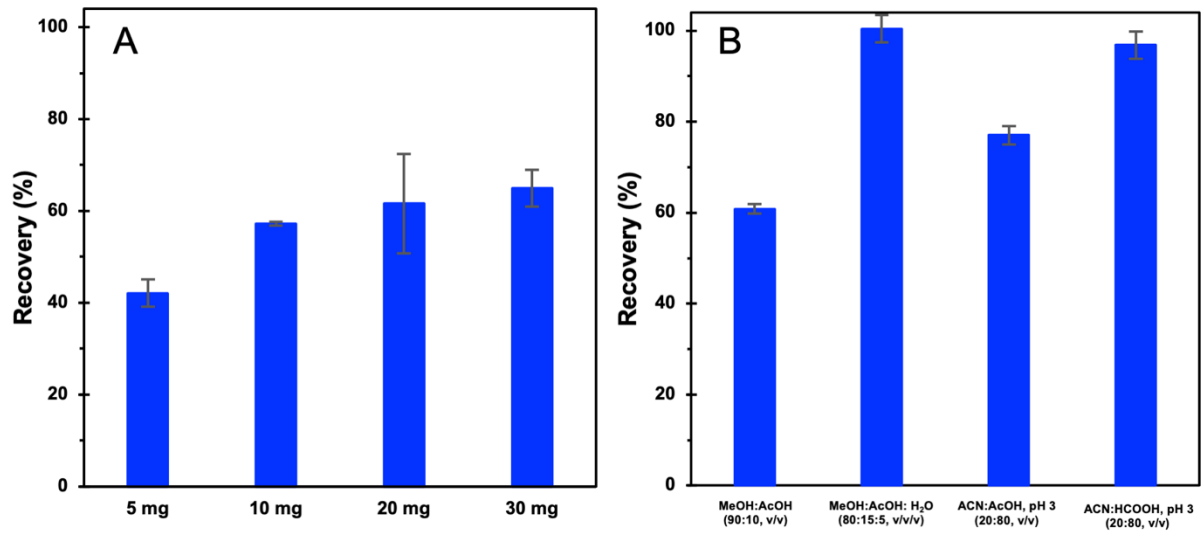 A
Recovery (%)
100
80
60
40
20
0
5 mg
10 mg
20 mg
30 mg
B
Recovery (%)
100
80
60
40
20
0
MeOH:AcOH
(90:10, v/v)
MeOH:AcOH: H₂O
(80:15:5, v/v/v)
ACN:AcOH, pH 3
(20:80, v/v)
ACN:HCOOH, pH 3
(20:80, v/v)